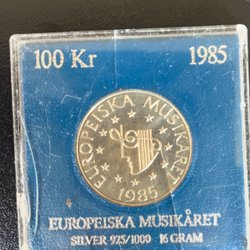 100 Kr 1985
EUROPEISKA MUSIKÅRET
1985
EUROPEISKA MUSIKÅRET
SILVER 925/1000 16 GRAM